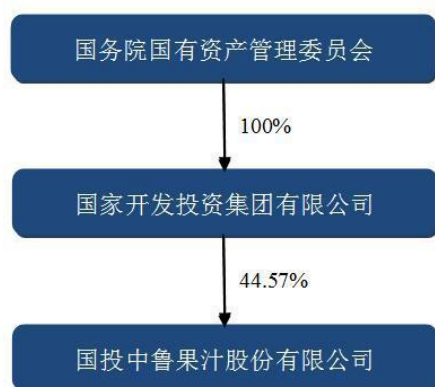 国务院国有资产管理委员会
100%
国家开发投资集团有限公司
44.57%
国投中鲁果汁股份有限公司